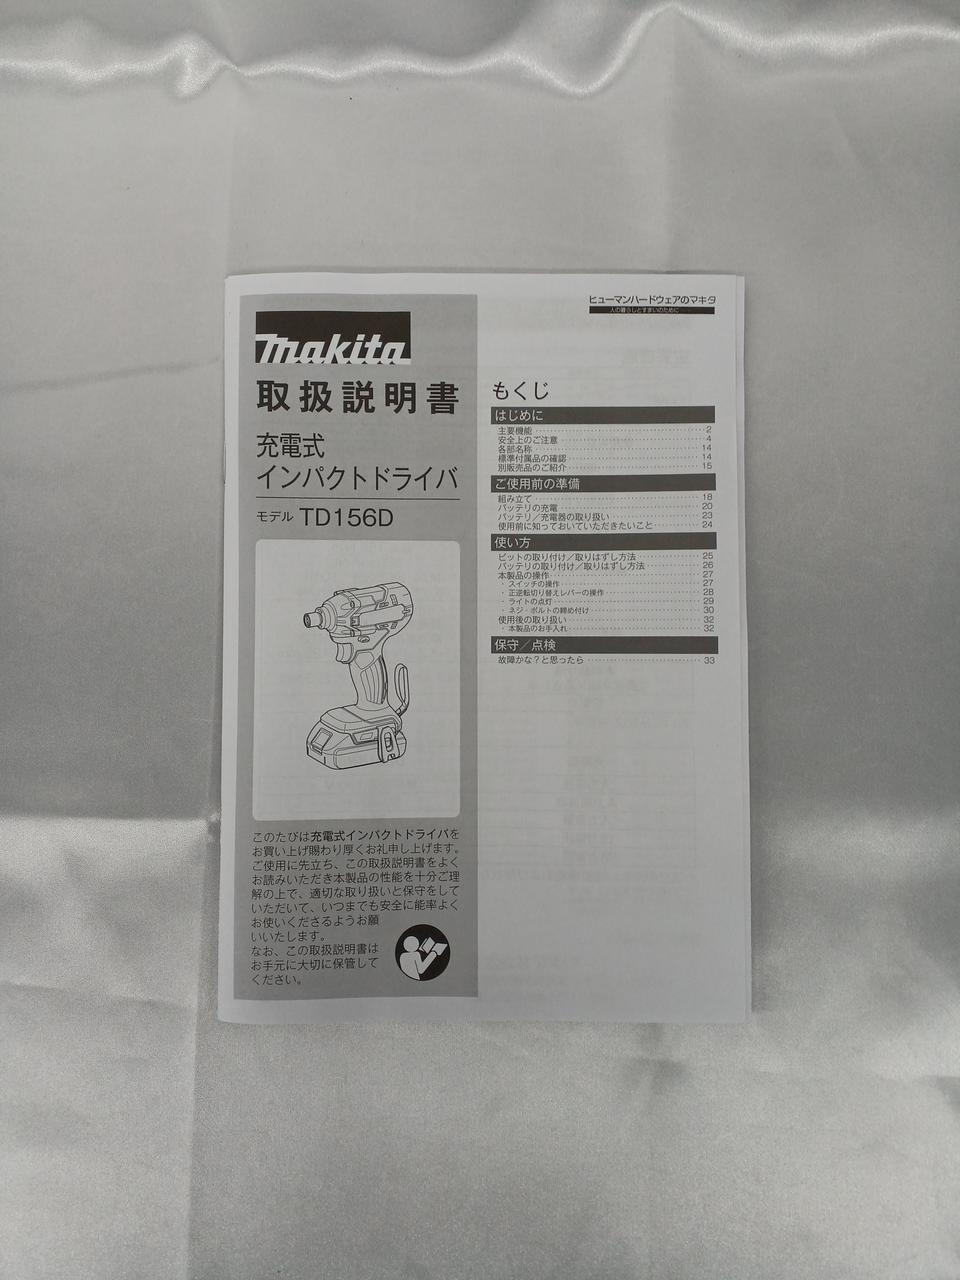 Makita
取扱説明書
充電式
インパクトドライバ
モデル TD156D
このたびは充電式インパクトドライバを
お買い上げ賜わり厚くお礼申し上げます。
ご使用に先立ち、この取扱説明書をよく
お読みいただき本製品の性能を十分ご理
解の上で、適切な取り扱いと保守をして
いただいて、いつまでも安全に能率よく
お使いくださるようお願
いいたします。
なお、この取扱説明書は
お手元に大切に保管して
ください。
ヒューマンハードウェアのマキタ
人の暮らしとすまいのために
もくじ
はじめに
主要機能 2
安全上のご注意 4
各部名称 14
標準付属品の確認 14
別販売品のご紹介 15
ご使用前の準備
組み立て 18
バッテリの充電 20
バッテリ／充電器の取り扱い 23
使用前に知っておいていただきたいこと 24
使い方
ビットの取り付け／取りはずし方法 25
バッテリの取り付け／取りはずし方法 26
本製品の操作 27
・スイッチの操作 27
・正逆転切り替えレバーの操作 28
・ライトの点灯 29
・ネジ・ボルトの締め付け 30
使用後の取り扱い 32
・本製品のお手入れ 32
保守／点検
故障かな？と思ったら 33